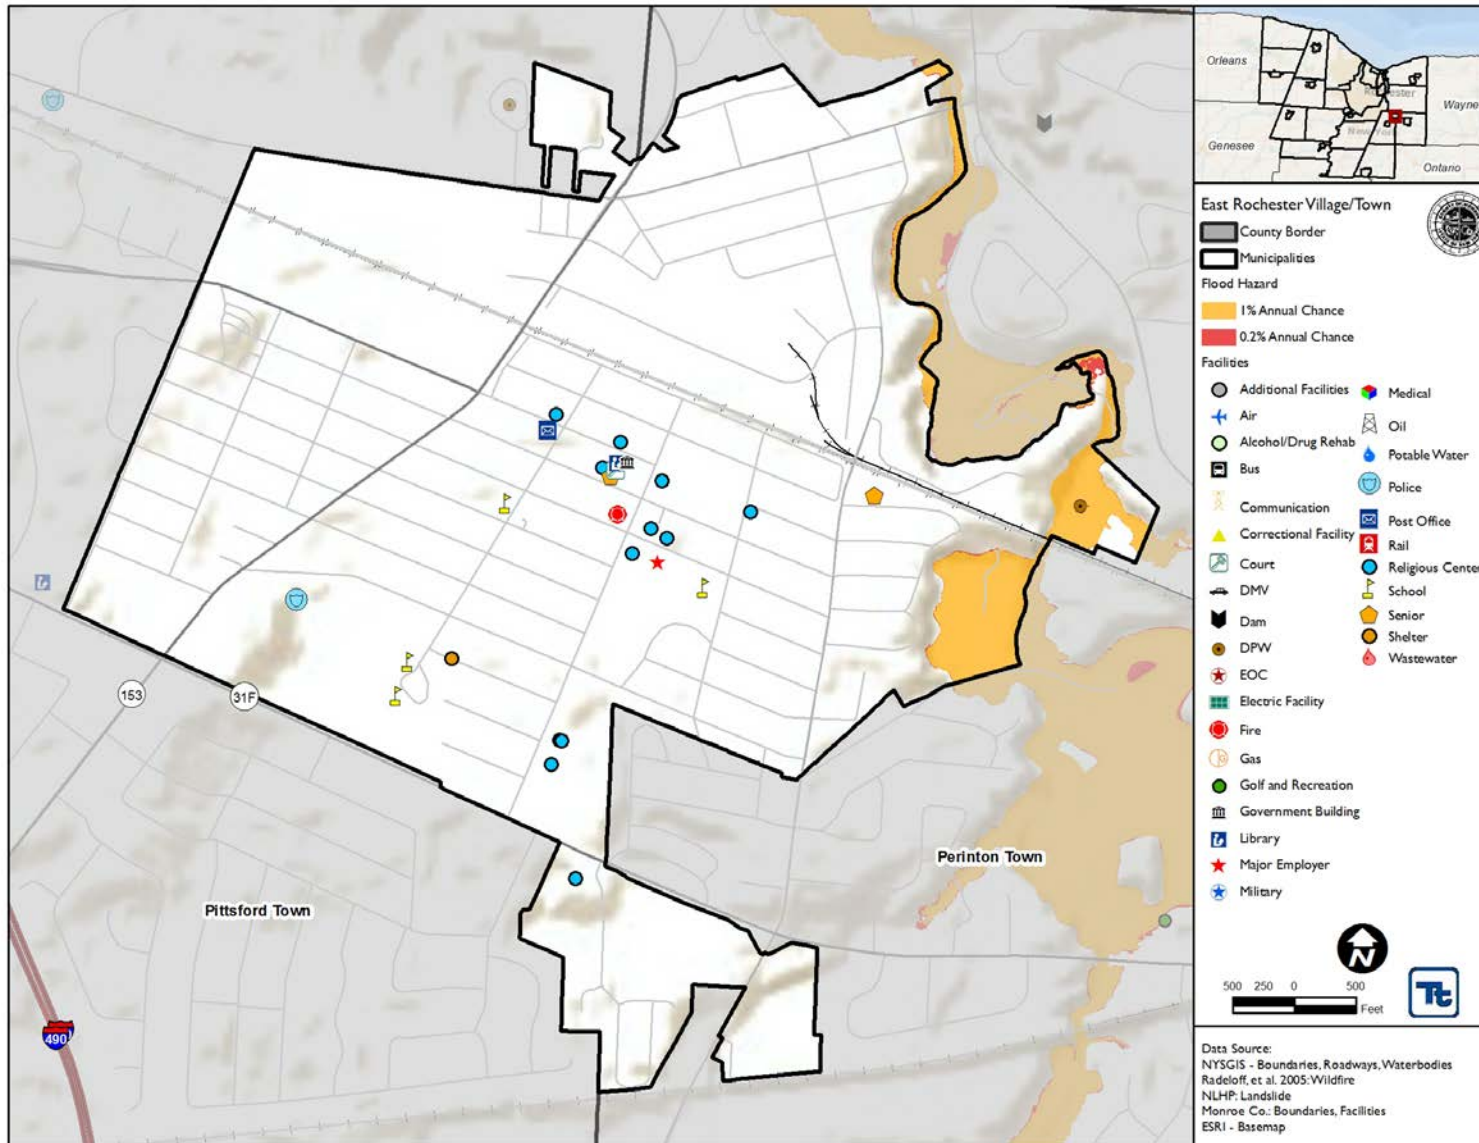 Orleans
Rochester
Wayne
New York
Genesee
Ontario
East Rochester Village/Town
County Border
Municipalities
Flood Hazard
1% Annual Chance
0.2% Annual Chance
Facilities
Additional Facilities
Air
Alcohol/Drug Rehab
Bus
Communication
Correctional Facility
Court
DMV
Dam
DPW
EOC
Electric Facility
Fire
Gas
Golf and Recreation
Government Building
Library
Major Employer
Military
Medical
Oil
Potable Water
Police
Post Office
Rail
Religious Center
School
Senior
Shelter
Wastewater
153
31F
Perinton Town
Pittsford Town
490
N
500 250 0 500
Feet
Tt
Data Source:
NYSGIS - Boundaries, Roadways, Waterbodies
Radeloff, et al. 2005: Wildfire
NLHP: Landslide
Monroe Co.: Boundaries, Facilities
ESRI - Basemap